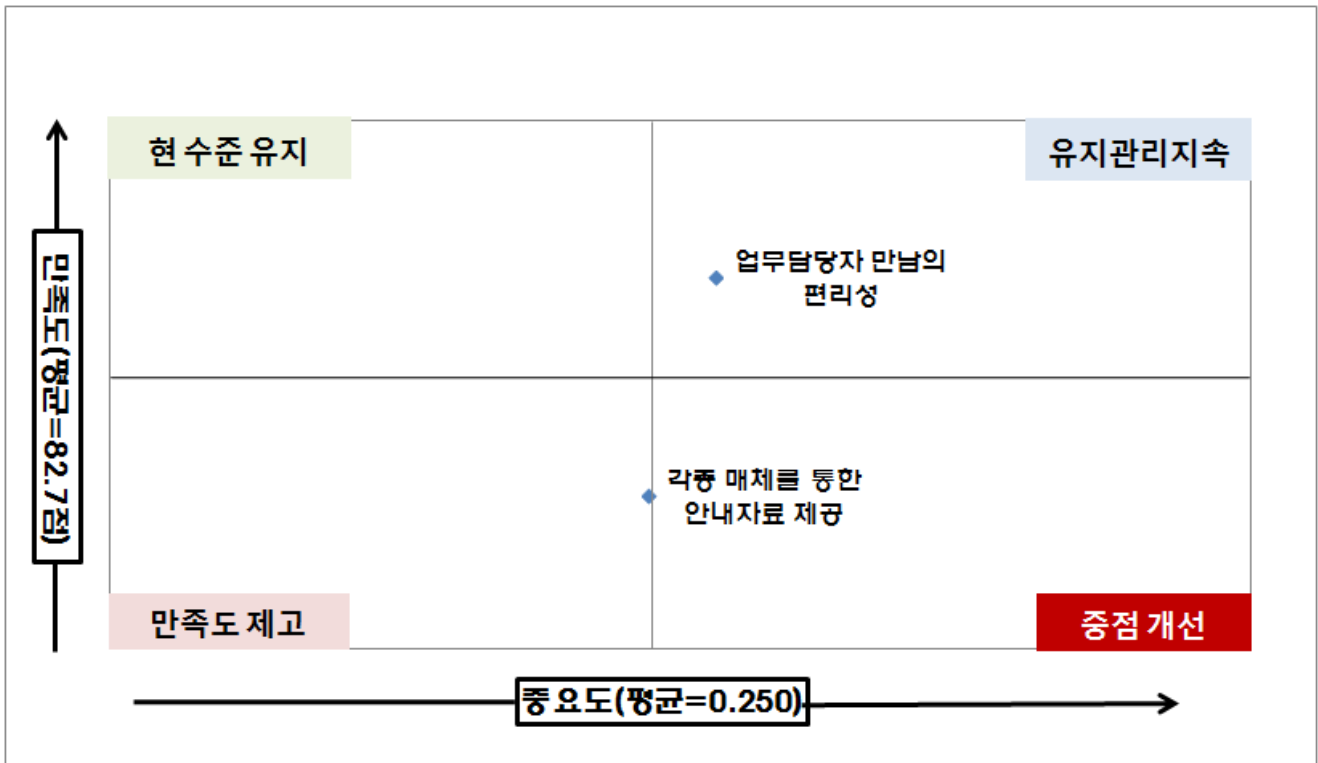 현 수준 유지
유지관리지속
업무담당자 만남의
편리성
만족도(평균=82.7점)
각종 매체를 통한
안내자료 제공
만족도 제고
중점 개선
중요도(평균=0.250)